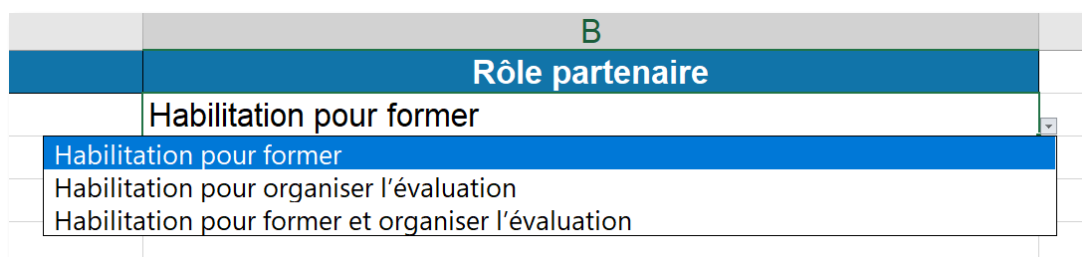 B
Rôle partenaire
Habilitation pour former
Habilitation pour former
Habilitation pour organiser l’évaluation
Habilitation pour former et organiser l’évaluation